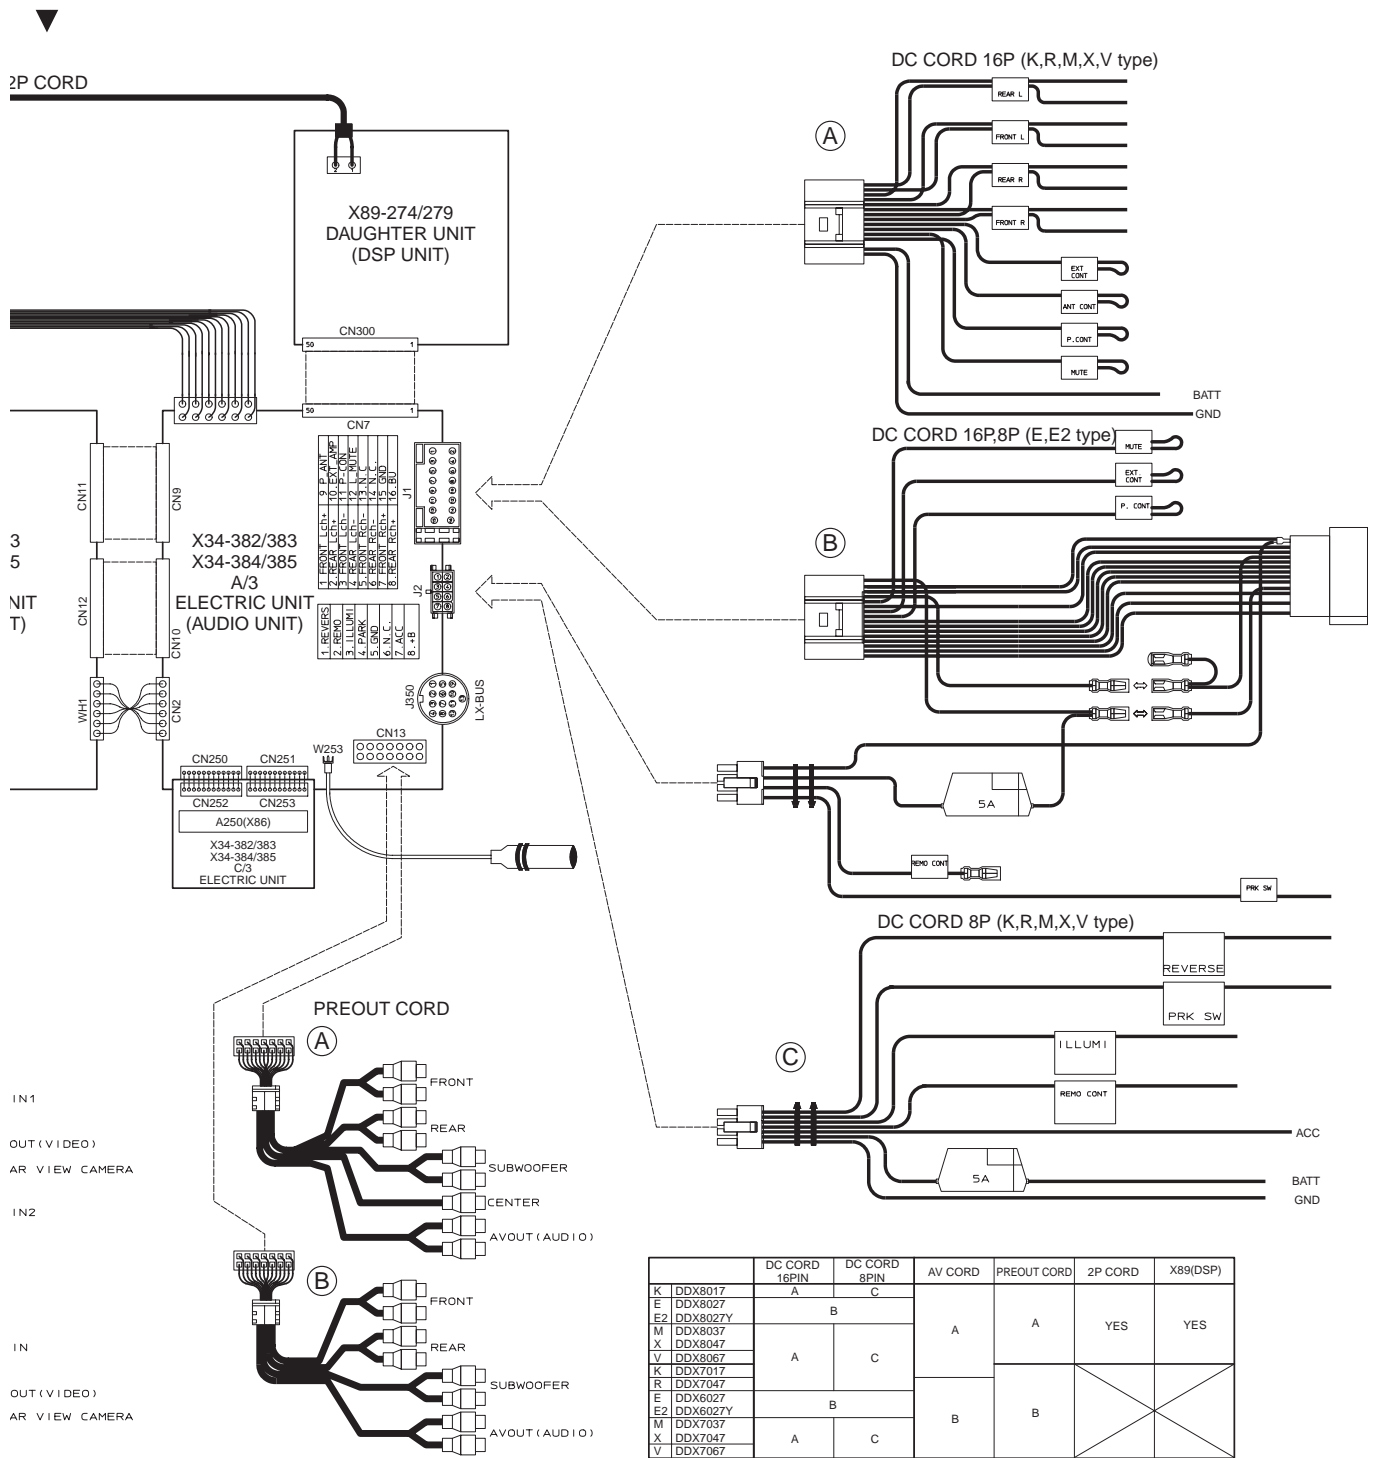 2P CORD
DC CORD 16P (K,R,M,X,V type)
REAR L
FRONT L
A
REAR R
FRONT R
EXT
CONT
ANT CONT
P.CONT
MUTE
BATT
GND
2 1
X89-274/279
DAUGHTER UNIT
(DSP UNIT)
CN300
50 1
50 1
CN7
1 FRONT Lch+ 9 P ANT
2. REAR Lch+ 10. EXT AMP
3 FRONT Lch- 11 P-CON
4 REAR Lch- 12 L_MUTE
5. FRONT Rch- 13. N.C
6 REAR Rch- 14 N.C.
7 FRONT Rch+ 15 GND
8. REAR Rch+ 16. BU
J1
CN11
CN9
3
5
X34-382/383
X34-384/385
A/3
NIT
T)
ELECTRIC UNIT
(AUDIO UNIT)
CN12
CN10
J2
1. REVERS
2. REMO
3. ILLUMI
4. PARK
5. GND
6. N.C.
7. ACC
8. +B
WH1
CN2
J350
LX-BUS
CN13
W253
CN250 CN251
CN252 CN253
A250(X86)
X34-382/383
X34-384/385
C/3
ELECTRIC UNIT
DC CORD 16P,8P (E,E2 type)
MUTE
EXT.
CONT
P. CONT
B
5A
REMO CONT
PRK SW
DC CORD 8P (K,R,M,X,V type)
REVERSE
PRK SW
ILLUMI
C
REMO CONT
ACC
5A
BATT
GND
PREOUT CORD
A
FRONT
REAR
SUBWOOFER
CENTER
AVOUT(AUDIO)
IN1
OUT(VIDEO)
AR VIEW CAMERA
IN2
B
FRONT
REAR
SUBWOOFER
AVOUT(AUDIO)
IN
OUT(VIDEO)
AR VIEW CAMERA
DC CORD 16PIN DC CORD 8PIN AV CORD PREOUT CORD 2P CORD X89(DSP)
K DDX8017 A C
E DDX8027 B
E2 DDX8027Y
M DDX8037 A A YES YES
X DDX8047
V DDX8067 A C
K DDX7017
R DDX7047
E DDX6027 B
E2 DDX6027Y B B
M DDX7037
X DDX7047 A C
V DDX7067